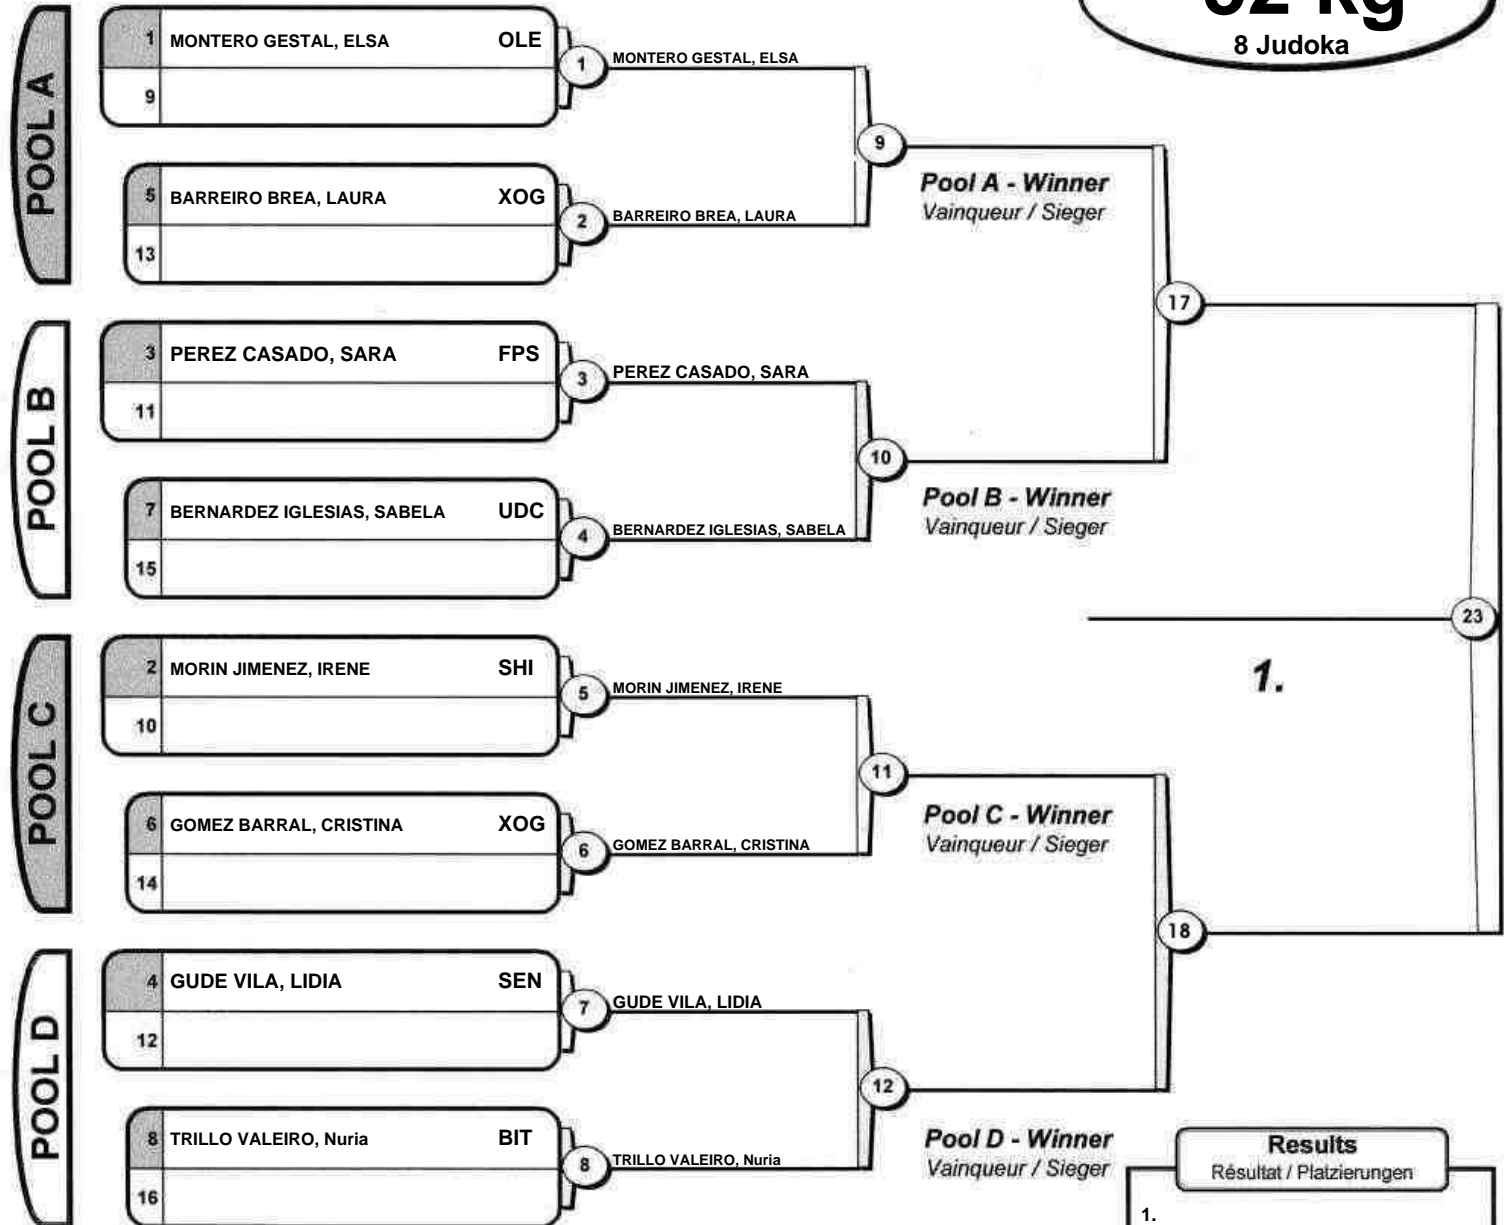 8 Judoka
POOL A
1 MONTERO GESTAL, ELSA OLE
9
1 MONTERO GESTAL, ELSA
5 BARREIRO BREA, LAURA XOG
13
2 BARREIRO BREA, LAURA
9
Pool A - Winner
Vainqueur / Sieger
POOL B
3 PEREZ CASADO, SARA FPS
11
3 PEREZ CASADO, SARA
7 BERNARDEZ IGLESIAS, SABELA UDC
15
4 BERNARDEZ IGLESIAS, SABELA
10
Pool B - Winner
Vainqueur / Sieger
17
POOL C
2 MORIN JIMENEZ, IRENE SHI
10
5 MORIN JIMENEZ, IRENE
6 GOMEZ BARRAL, CRISTINA XOG
14
6 GOMEZ BARRAL, CRISTINA
11
Pool C - Winner
Vainqueur / Sieger
POOL D
4 GUDE VILA, LIDIA SEN
12
7 GUDE VILA, LIDIA
8 TRILLO VALEIRO, Nuria BIT
16
8 TRILLO VALEIRO, Nuria
12
Pool D - Winner
Vainqueur / Sieger
18
23
1.
Results
Résultat / Platzierungen
1.